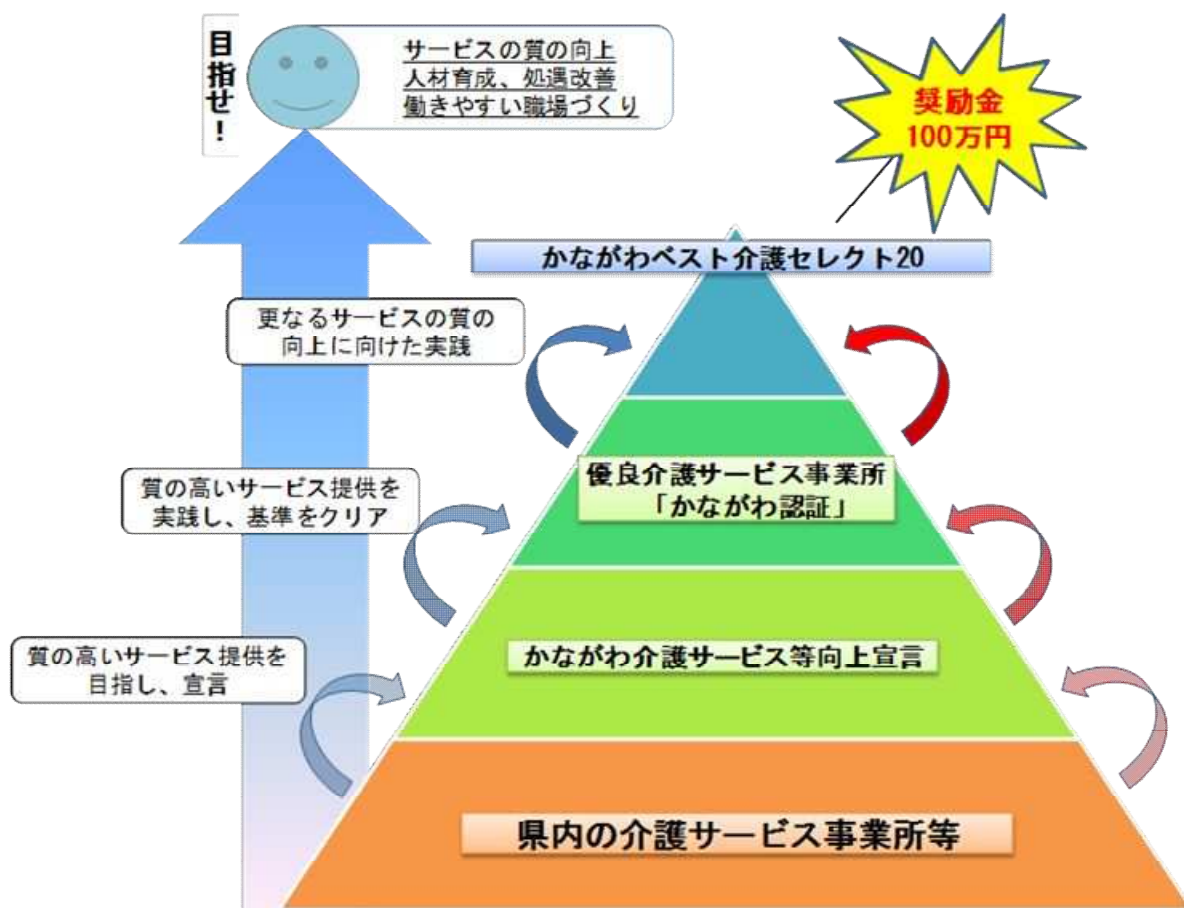 目指せ!
サービスの質の向上
人材育成、処遇改善
働きやすい職場づくり
奨励金
100万円
かながわベスト介護セレクト20
更なるサービスの質の
向上に向けた実践
優良介護サービス事業所
「かながわ認証」
質の高いサービス提供を
実践し、基準をクリア
かながわ介護サービス等向上宣言
質の高いサービス提供を
目指し、宣言
県内の介護サービス事業所等